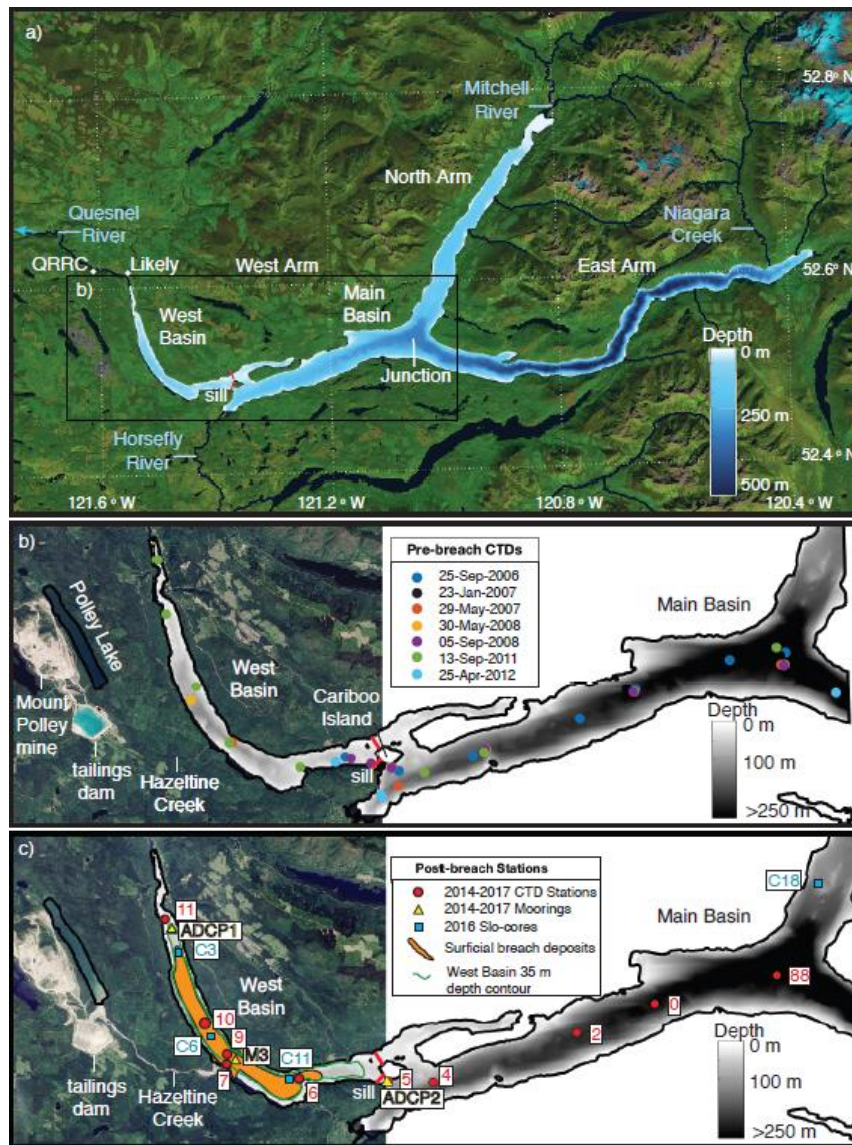 a)
Mitchell
River
52.8° N
North Arm
Quesnel
River
Niagara
Creek
QRRC
Likely
West Arm
East Arm
52.6° N
b)
Main
Basin
West
Basin
Depth
0 m
Junction
sill
250 m
Horsefly
River
52.4° N
500 m
121.6 ° W
121.2 ° W
120.8 ° W
120.4 ° W
b)
Pre-breach CTDs
25-Sep-2006
23-Jan-2007
29-May-2007
30-May-2008
05-Sep-2008
13-Sep-2011
25-Apr-2012
Main Basin
Polley Lake
West
Basin
Cariboo
Island
Mount
Polley
mine
tailings
dam
Hazeltine
Creek
sill
Depth
0 m
100 m
>250 m
c)
Post-breach Stations
2014-2017 CTD Stations
2014-2017 Moorings
2016 Slo-cores
Surficial breach deposits
West Basin 35 m
depth contour
C18
Main Basin
11
ADCP1
C3
West
Basin
88
10
0
C6
9
2
M3
C11
7
6
5
4
sill
ADCP2
tailings
dam
Hazeltine
Creek
Depth
0 m
100 m
>250 m